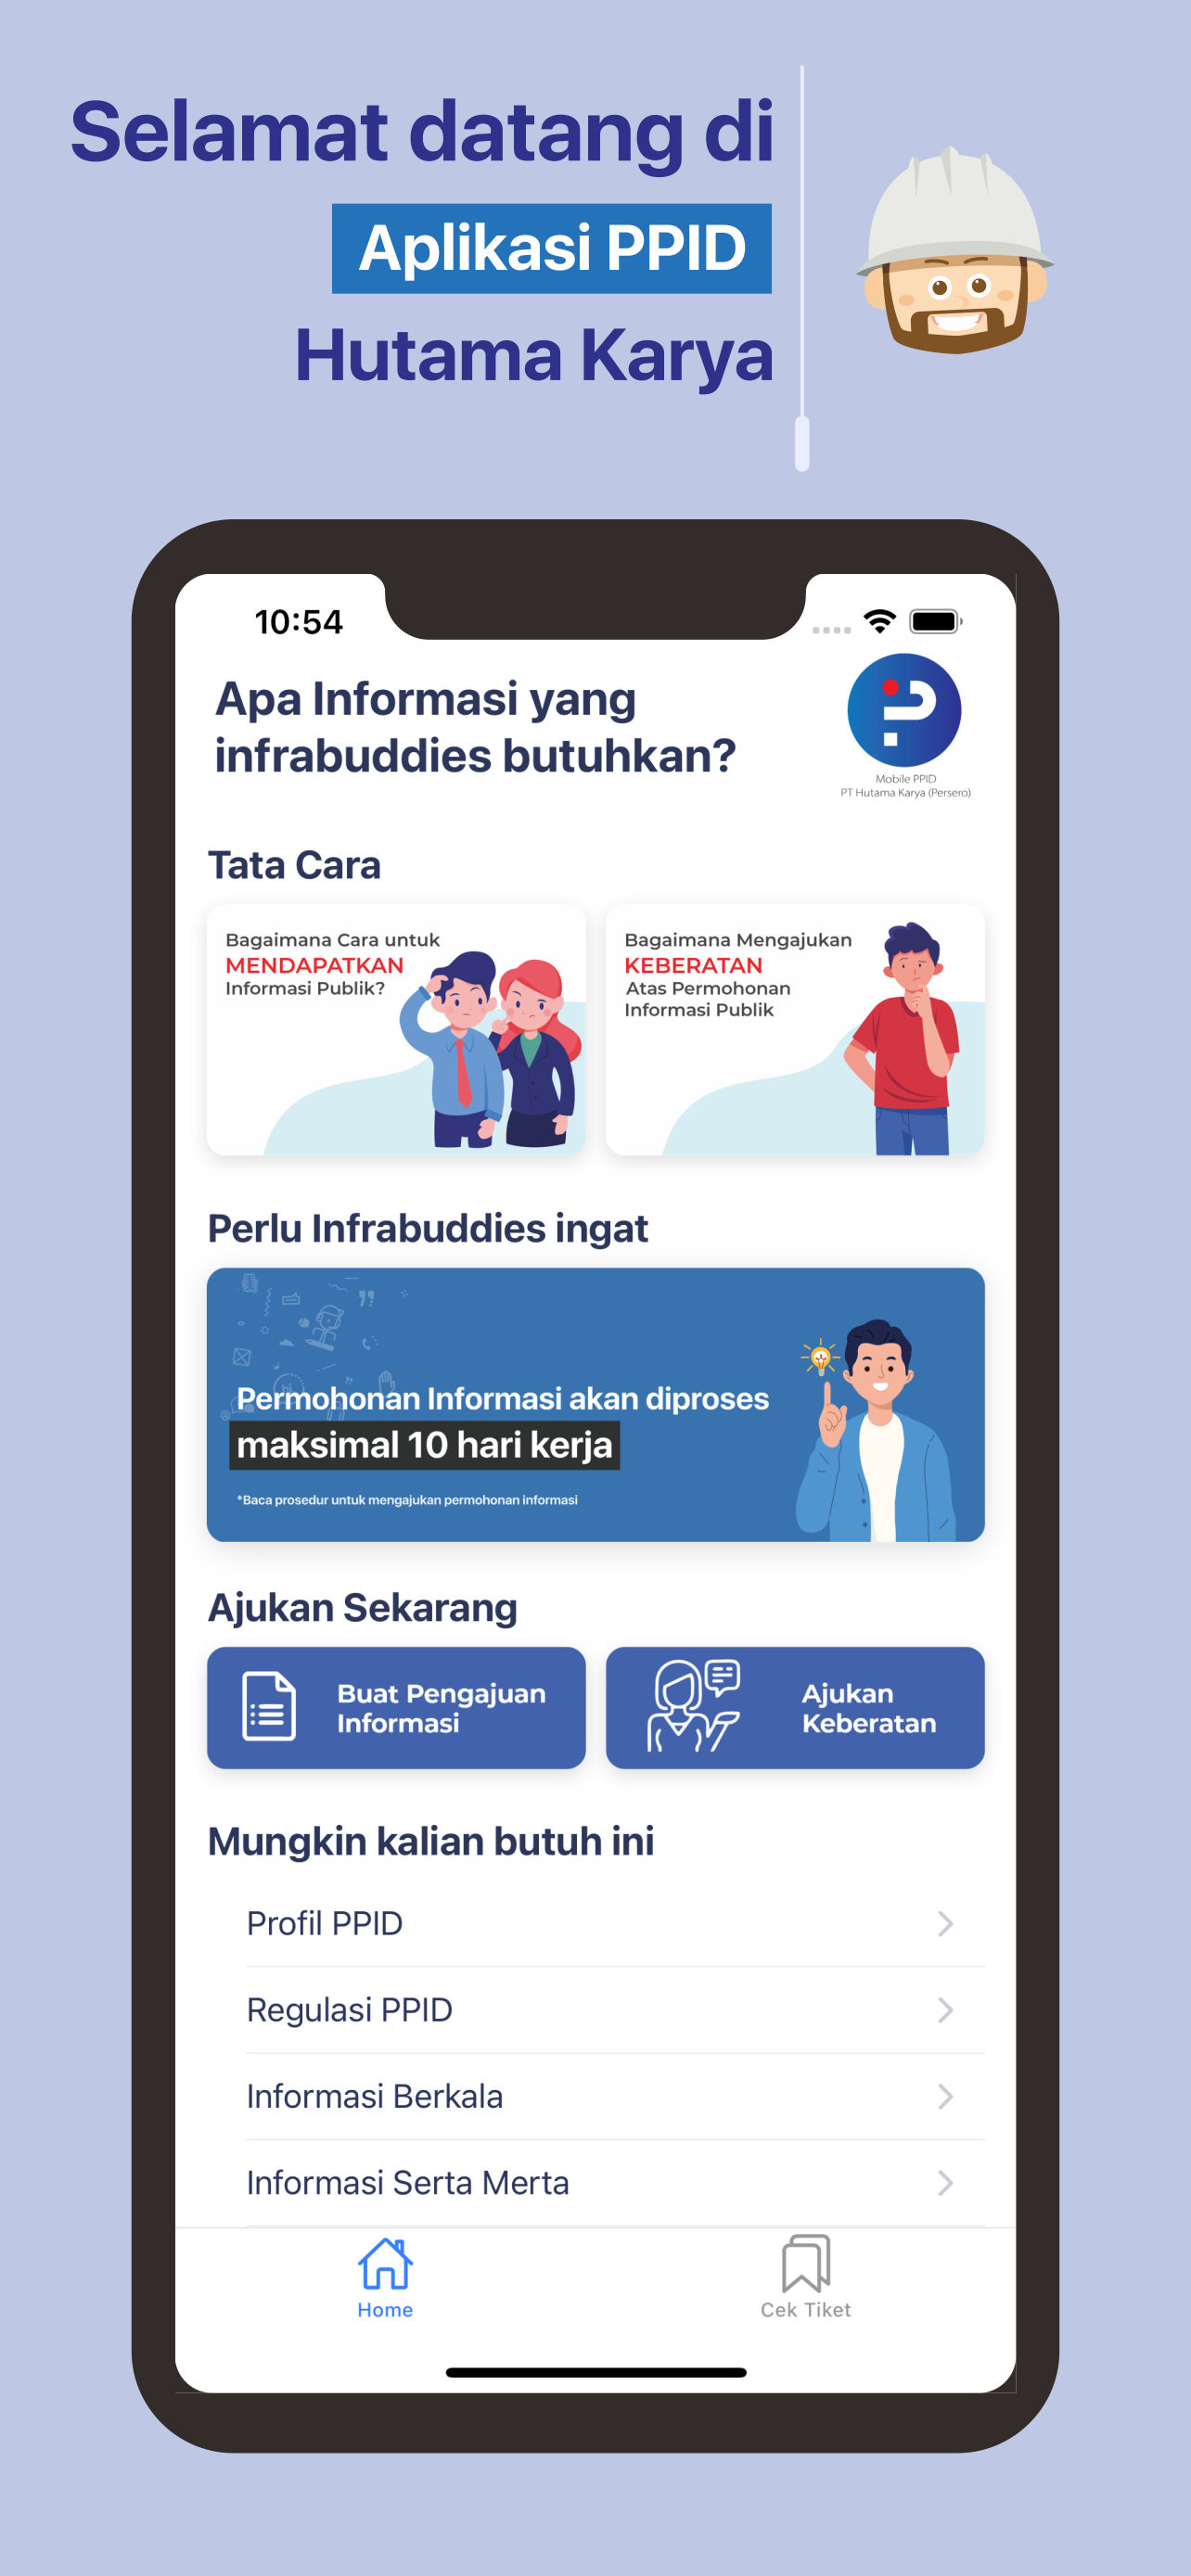 Selamat datang di
Aplikasi PPID
Hutama Karya
10:54
Apa Informasi yang
infrabuddies butuhkan?
Mobile PPID
PT Hutama Karya (Persero)
Tata Cara
Bagaimana Cara untuk
MENDAPATKAN
Informasi Publik?
Bagaimana Mengajukan
KEBERATAN
Atas Permohonan
Informasi Publik
Perlu Infrabuddies ingat
Permohonan Informasi akan diproses
maksimal 10 hari kerja
*Baca prosedur untuk mengajukan permohonan informasi
Ajukan Sekarang
Buat Pengajuan
Informasi
Ajukan
Keberatan
Mungkin kalian butuh ini
Profil PPID
Regulasi PPID
Informasi Berkala
Informasi Serta Merta
Home
Cek Tiket